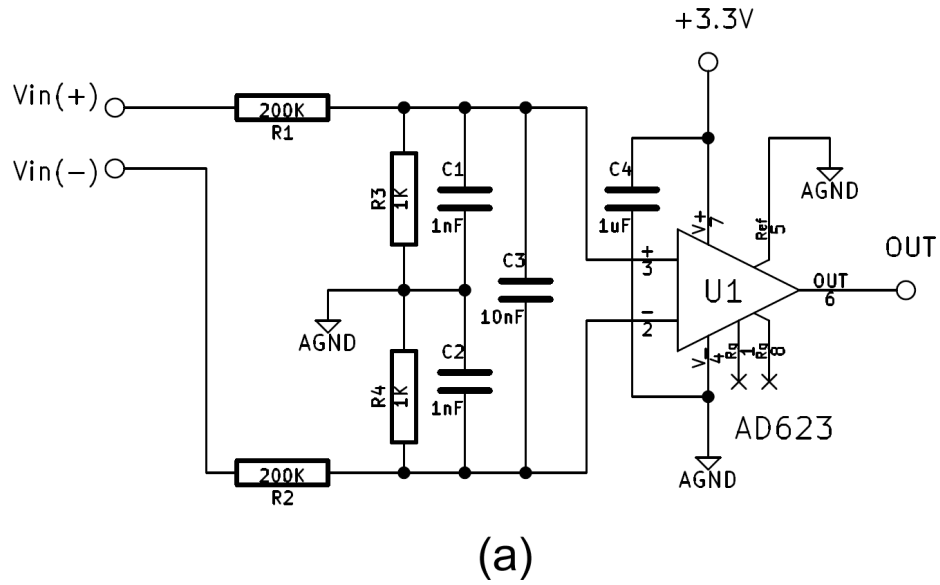 +3.3V
Vin(+)
200K
R1
Vin(-)
C4
1uF
R3
1K
C1
1nF
AGND
V+
7
Ref
5
+
3
U1
OUT
6
OUT
C3
10nF
AGND
-
2
V-
4
Rg
1
Rg
8
R4
1K
C2
1nF
AD623
AGND
200K
R2
(a)